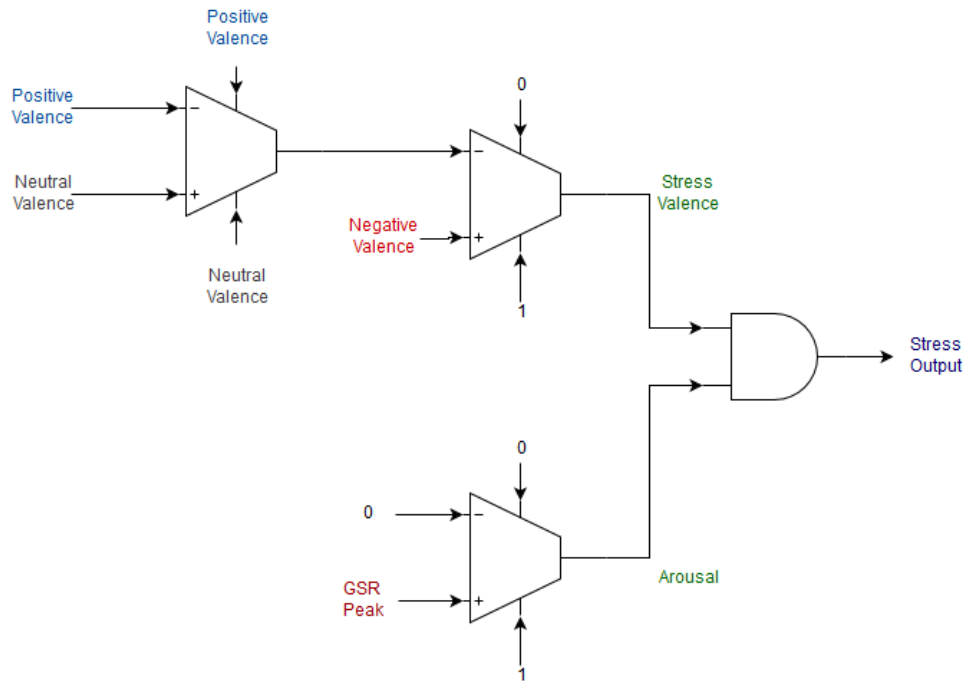 Positive
Valence
Positive
Valence
−
Neutral
Valence
+
Neutral
Valence
0
−
Negative
Valence
+
1
Stress
Valence
Stress
Output
0
0
−
GSR
Peak
+
1
Arousal